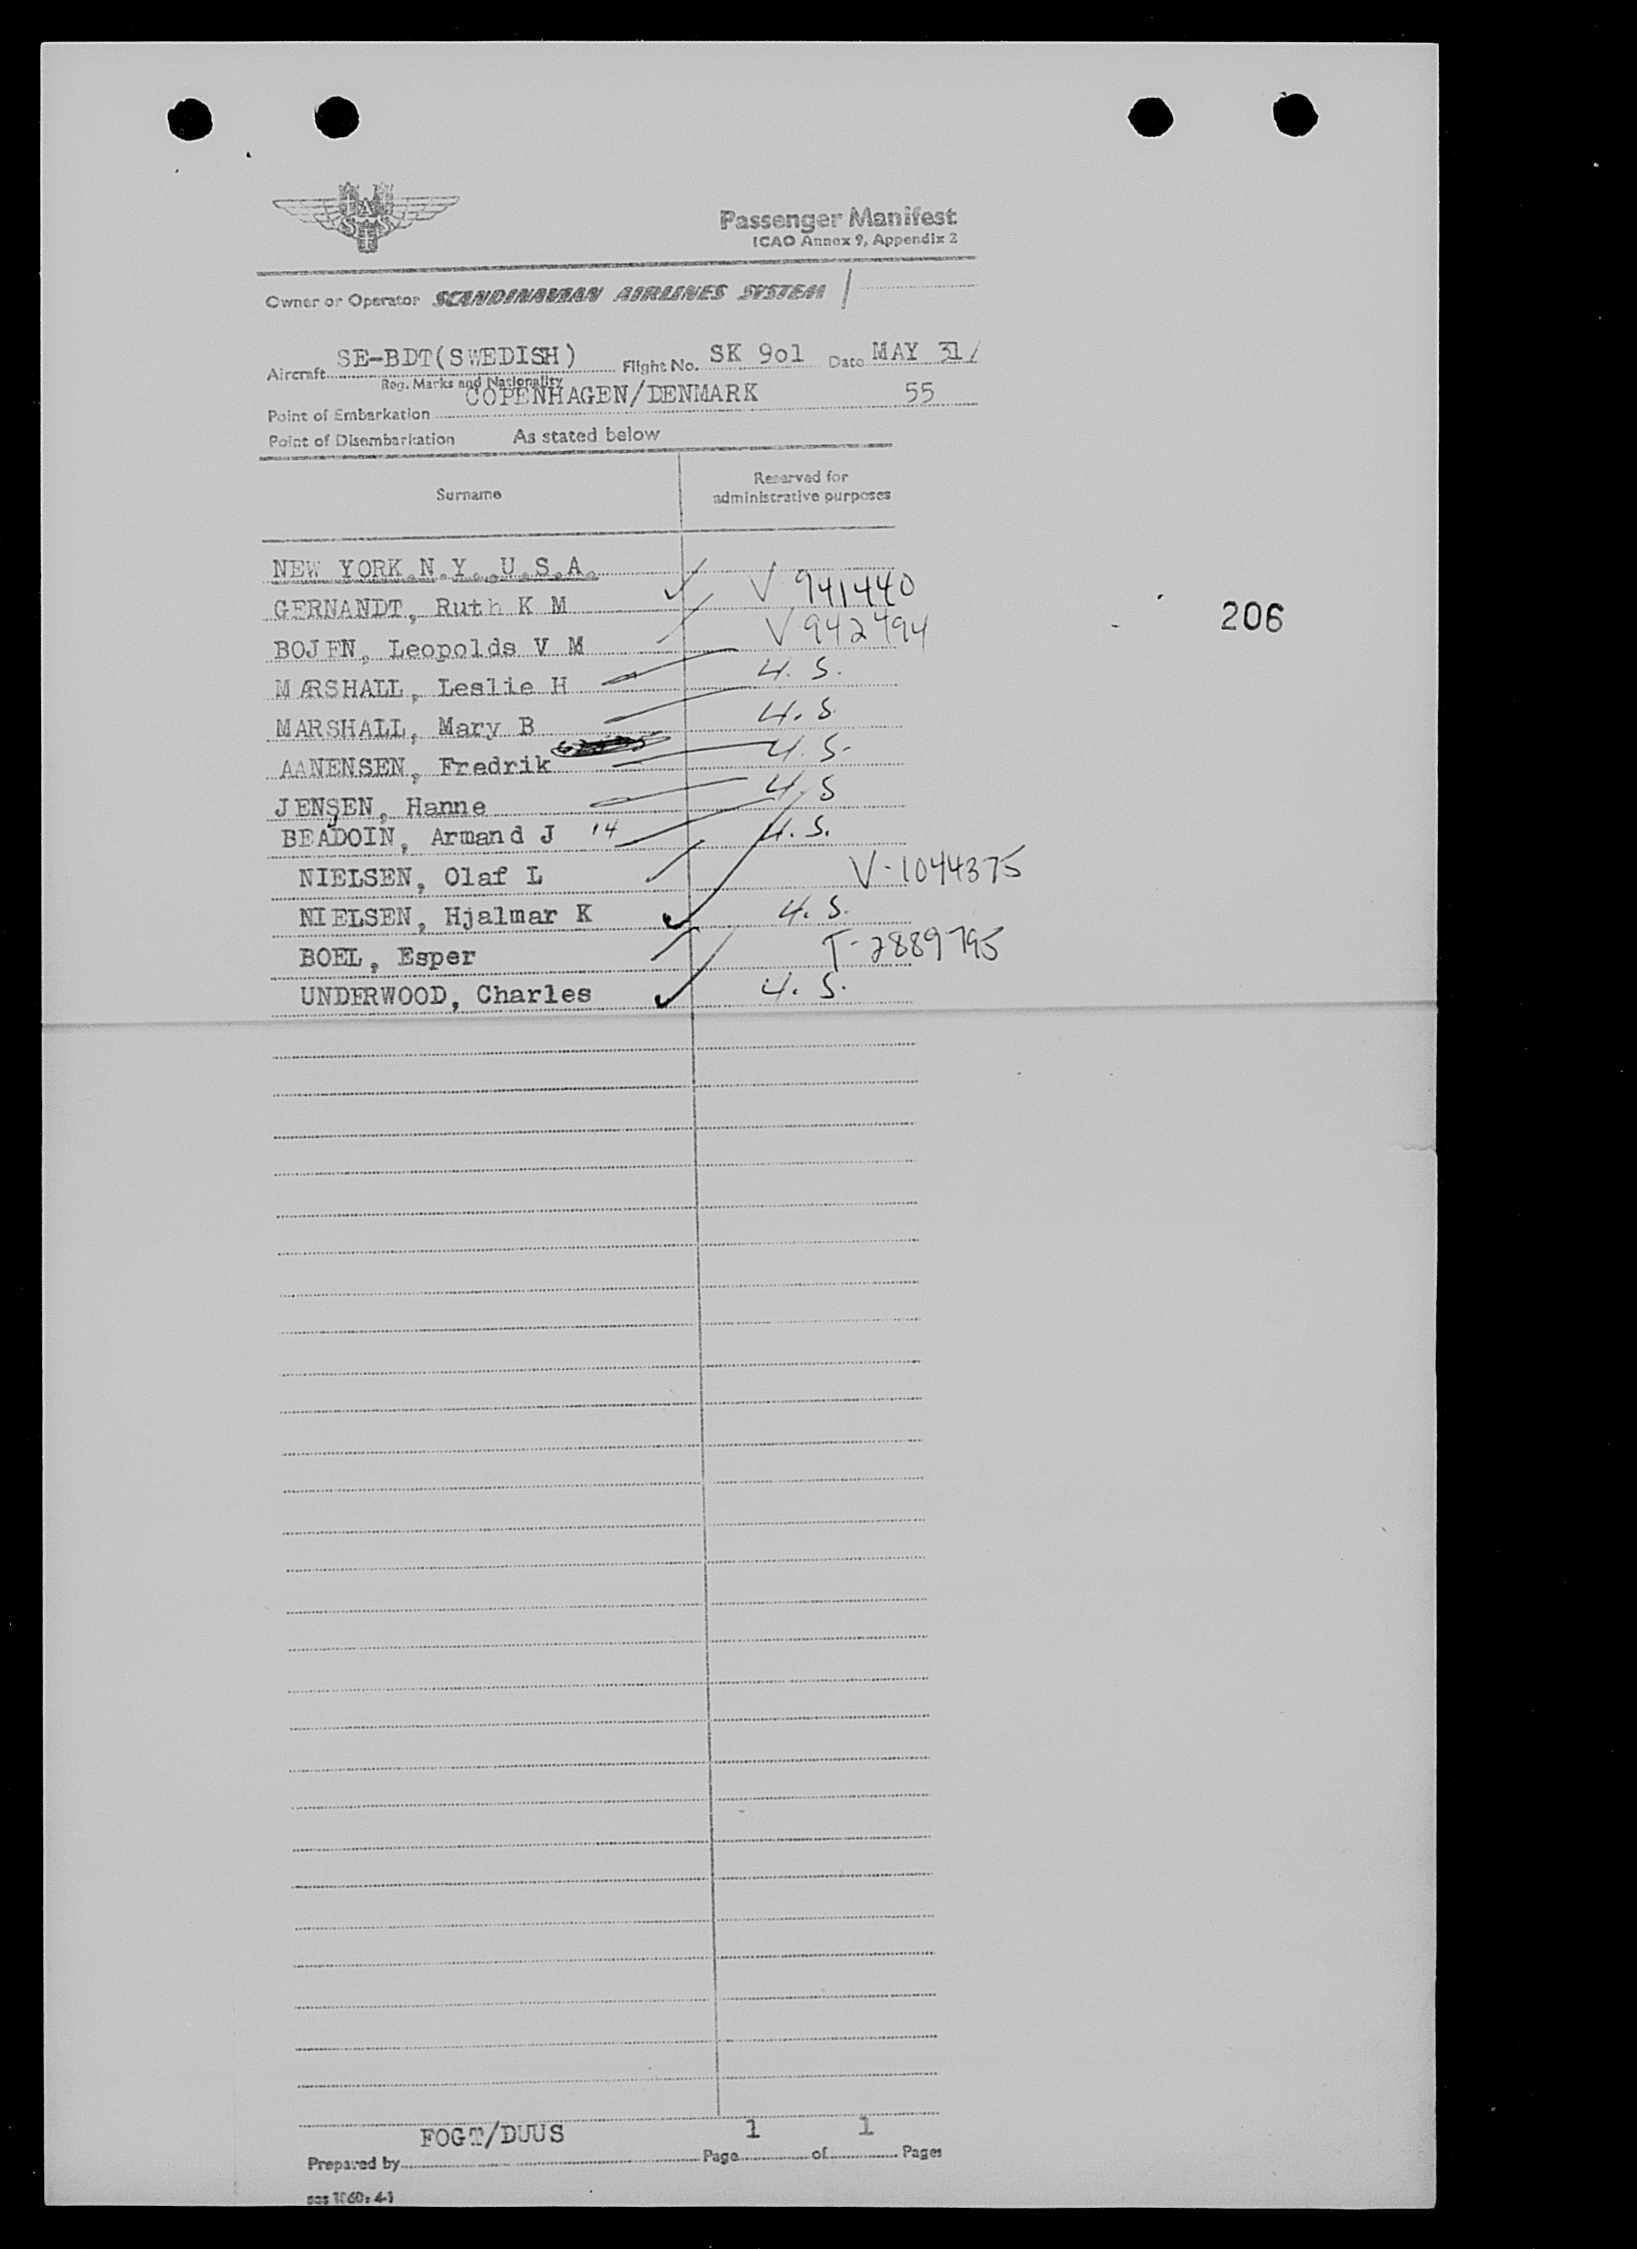 SAS
Passenger Manifest
ICAO Annex 9, Appendix 2
Owner or Operator SCANDINAVIAN AIRLINES SYSTEM
Aircraft SE-BDT(SWEDISH) Flight No. SK 9o1 Date MAY 31/
Reg. Marks and Nationality
Point of Embarkation COPENHAGEN/DENMARK 55
Point of Disembarkation As stated below
Surname Reserved for administrative purposes
NEW YORK.N.Y..U.S.A.
GERNANDT, Ruth K M V 941440
BOJEN, Leopolds V M V 942494
MARSHALL, Leslie H U. S.
MARSHALL, Mary B U. S
AANENSEN, Fredrik U. S.
JENSEN, Hanne U. S
BEADOIN, Armand J 14 U. S.
NIELSEN, Olaf L V-1044375
NIELSEN, Hjalmar K U. S.
BOEL, Esper T-2889795
UNDERWOOD, Charles U. S.
206
Prepared by FOGT/DUUS Page 1 of 1 Pages